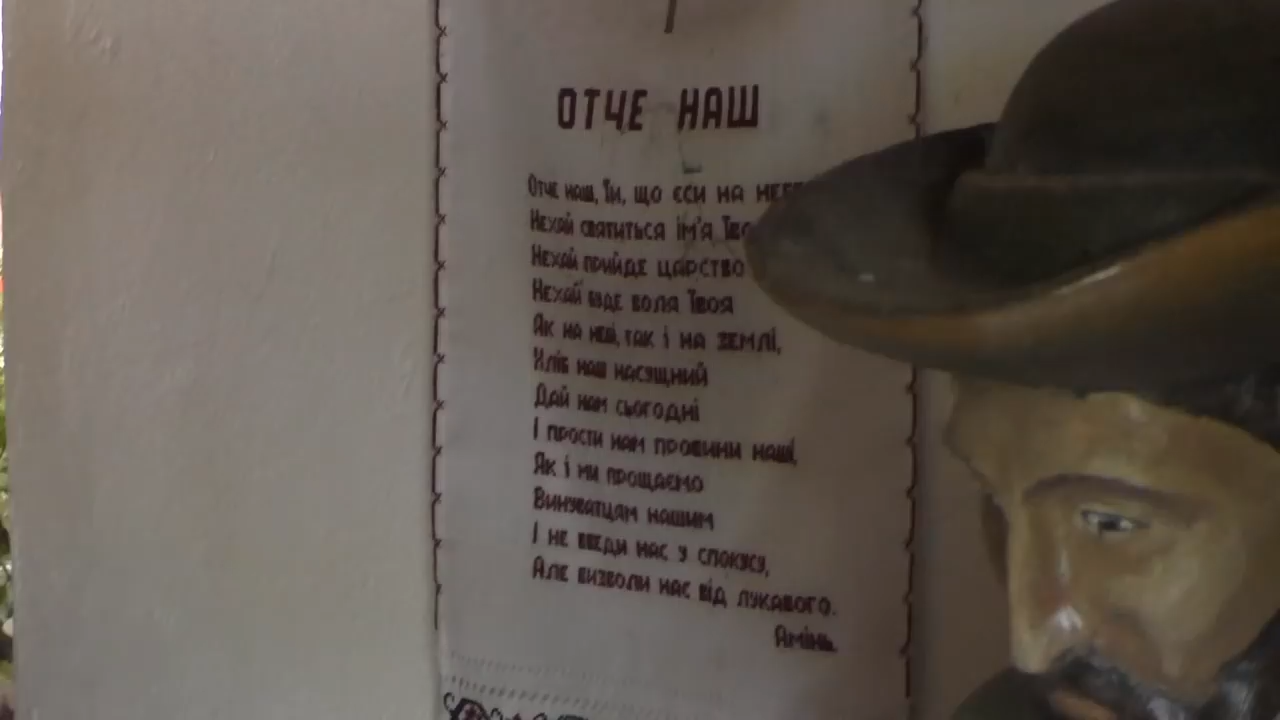 ОТЧЕ НАШ
Отче наш, Ти, що єси на
Нехай святиться ім'я
Нехай прийде царство
Нехай буде воля Твоя
Як на небі, так і на землі,
Хліб наш насущний
Дай нам сьогодні
І прости нам провини наші,
Як і ми прощаємо
Винуватцям нашим
І не введи нас у спокусу,
Але визволи нас від лукавого.
Амінь.